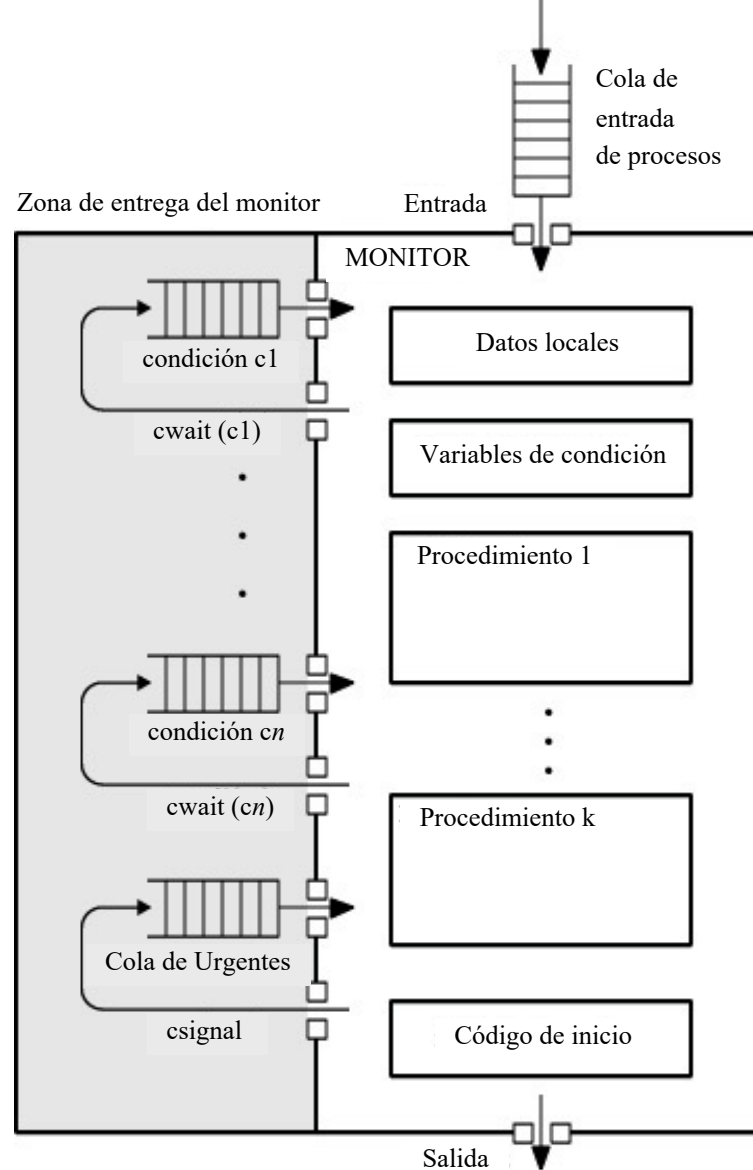 Cola de
entrada
de procesos
Zona de entrega del monitor
Entrada
MONITOR
condición c1
cwait (c1)
Datos locales
Variables de condición
Procedimiento 1
condición cn
cwait (cn)
Procedimiento k
Cola de Urgentes
csignal
Código de inicio
Salida